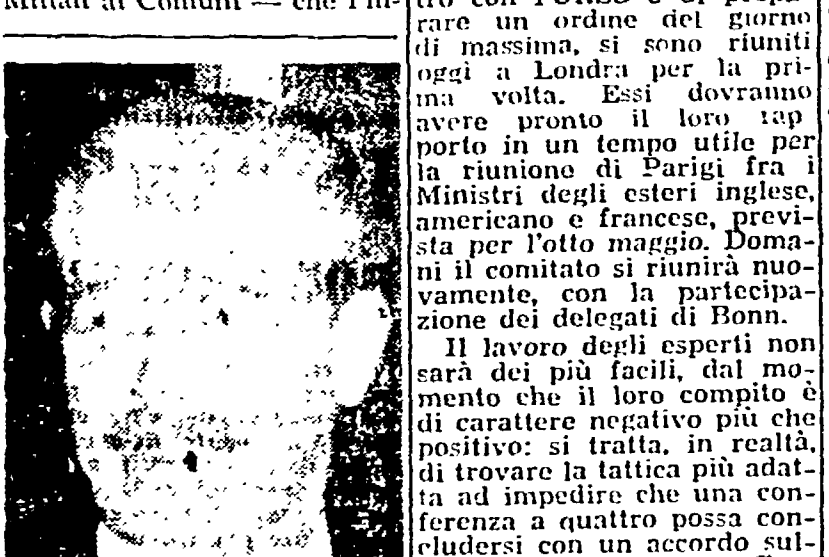 Militari ai Comuni — che l'in-
tro con l'URSS e di prepa-
rare un ordine del giorno
di massima, si sono riuniti
oggi a Londra per la pri-
ma volta. Essi dovranno
avere pronto il loro rap
porto in un tempo utile per
la riunione di Parigi fra i
Ministri degli esteri inglese,
americano e francese, previ-
sta per l'otto maggio. Doma-
ni il comitato si riunirà nuo-
vamente, con la partecipa-
zione dei delegati di Bonn.
Il lavoro degli esperti non
sarà dei più facili, dal mo-
mento che il loro compito è
di carattere negativo più che
positivo: si tratta, in realtà,
di trovare la tattica più adat-
ta ad impedire che una con-
ferenza a quattro possa con-
cludersi con un accordo sul-